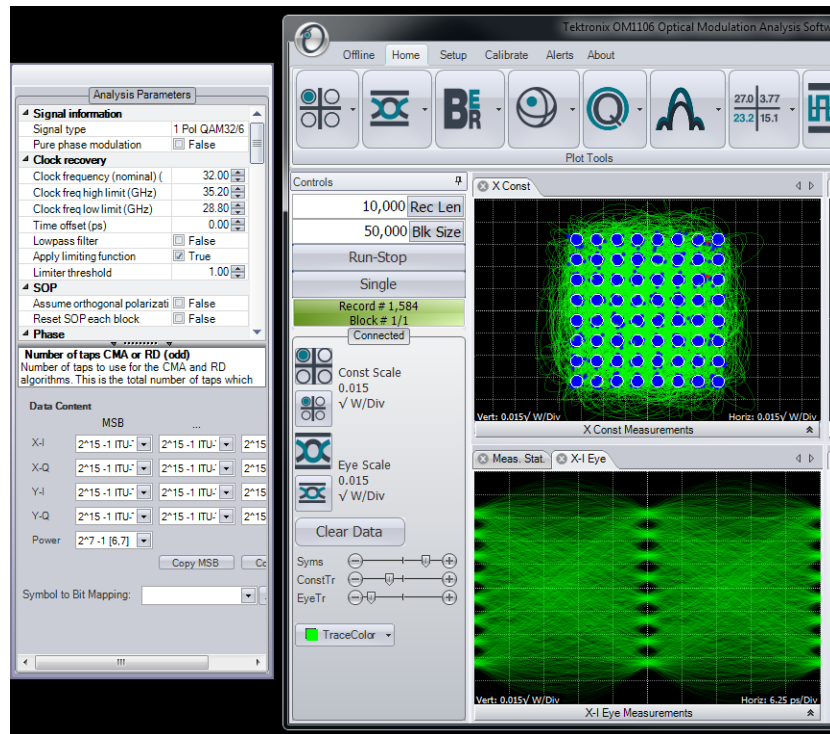 Analysis Parameters
Signal information
Signal type 1 Pol QAM32/6
Pure phase modulation False
Clock recovery
Clock frequency (nominal) ( 32.00
Clock freq high limit (GHz) 35.20
Clock freq low limit (GHz) 28.80
Time offset (ps) 0.00
Lowpass filter False
Apply limiting function True
Limiter threshold 1.00
SOP
Assume orthogonal polarizati False
Reset SOP each block False
Phase
Number of taps CMA or RD (odd)
Number of taps to use for the CMA and RD
algorithms. This is the total number of taps which
Data Content
MSB ...
X-I 2^15 -1 ITU-T 2^15 -1 ITU- 2^15
X-Q 2^15 -1 ITU-T 2^15 -1 ITU- 2^15
Y-I 2^15 -1 ITU-T 2^15 -1 ITU- 2^15
Y-Q 2^15 -1 ITU-T 2^15 -1 ITU- 2^15
Power 2^7 -1 [6,7]
Copy MSB Co
Symbol to Bit Mapping:
Tektronix OM1106 Optical Modulation Analysis Softw
Offline Home Setup Calibrate Alerts About
BER
Q
27.0 3.77
23.2 15.1
Plot Tools
Controls
10,000 Rec Len
50,000 Blk Size
Run-Stop
Single
Record # 1,584
Block # 1/1
Connected
Const Scale
0.015
√ W/Div
Eye Scale
0.015
√ W/Div
Clear Data
Syms
ConstTr
EyeTr
TraceColor
X Const
Vert: 0.015√ W/Div Horiz: 0.015√ W/Div
X Const Measurements
Meas. Stat. X-I Eye
Vert: 0.015√ W/Div Horiz: 6.25 ps/Div
X-I Eye Measurements